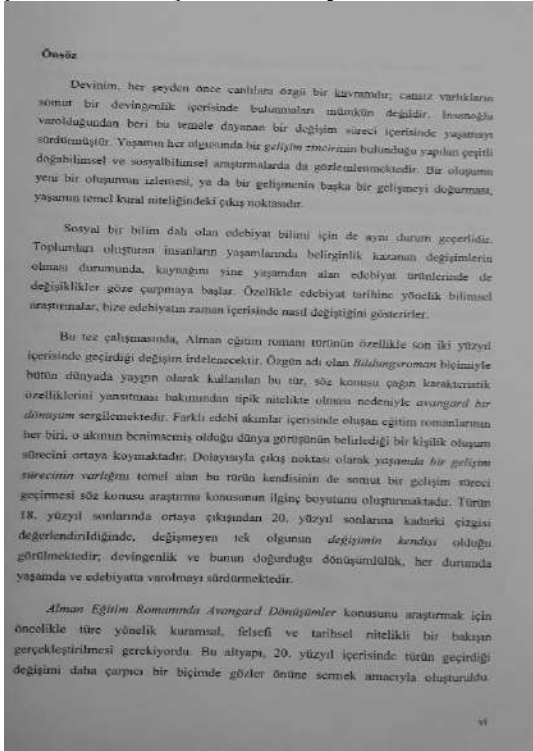 Önsöz
Devinim, her şeyden önce canlılara özgü bir kavramdır; cansız varlıkların
somut bir devingenlik içerisinde bulunmaları mümkün değildir. İnsanoğlu
varolduğundan beri bu temele dayanan bir değişim süreci içerisinde yaşamayı
sürdürmüştür. Yaşamın her olgusunda bir gelişim zincirinin bulunduğu yapılan çeşitli
doğabilimsel ve sosyalbilimsel araştırmalarda da gözlemlenmektedir. Bir oluşumu
yeni bir oluşumun izlemesi, ya da bir gelişmenin başka bir gelişmeyi doğurması,
yaşamın temel kural niteliğindeki çıkış noktasıdır.
Sosyal bir bilim dalı olan edebiyat bilimi için de aynı durum geçerlidir.
Toplumları oluşturan insanların yaşamlarında belirginlik kazanan değişimlerin
olması durumunda, kaynağını yine yaşamdan alan edebiyat ürünlerinde de
değişiklikler göze çarpmaya başlar. Özellikle edebiyat tarihine yönelik bilimsel
araştırmalar, bize edebiyatın zaman içerisinde nasıl değiştiğini gösterirler.
Bu tez çalışmasında, Alman eğitim romanı türünün özellikle son iki yüzyıl
içerisinde geçirdiği değişim irdelenecektir. Özgün adı olan Bildungsroman biçimiyle
bütün dünyada yaygın olarak kullanılan bu tür, söz konusu çağın karakteristik
özelliklerini yansıtması bakımından tipik nitelikte olması nedeniyle avangard bir
dönüşüm sergilemektedir. Farklı edebi akımlar içerisinde oluşan eğitim romanlarının
her biri, o akımın benimsemiş olduğu dünya görüşünün belirlediği bir kişilik oluşum
sürecini ortaya koymaktadır. Dolayısıyla çıkış noktası olarak yaşamda bir gelişim
sürecinin varlığını temel alan bu türün kendisinin de somut bir gelişim süreci
geçirmesi söz konusu araştırma konusunun ilginç boyutunu oluşturmaktadır. Türün
18. yüzyıl sonlarında ortaya çıkışından 20. yüzyıl sonlarına kadarki çizgisi
değerlendirildiğinde, değişmeyen tek olgunun değişimin kendisi olduğu
görülmektedir; devingenlik ve bunun doğurduğu dönüşümlülük, her durumda
yaşamda ve edebiyatta varolmayı sürdürmektedir.
Alman Eğitim Romanında Avangard Dönüşümler konusunu araştırmak için
öncelikle türe yönelik kuramsal, felsefi ve tarihsel nitelikli bir bakışın
gerçekleştirilmesi gerekiyordu. Bu altyapı, 20. yüzyıl içerisinde türün geçirdiği
değişimi daha çarpıcı bir biçimde gözler önüne sermek amacıyla oluşturuldu.
vi